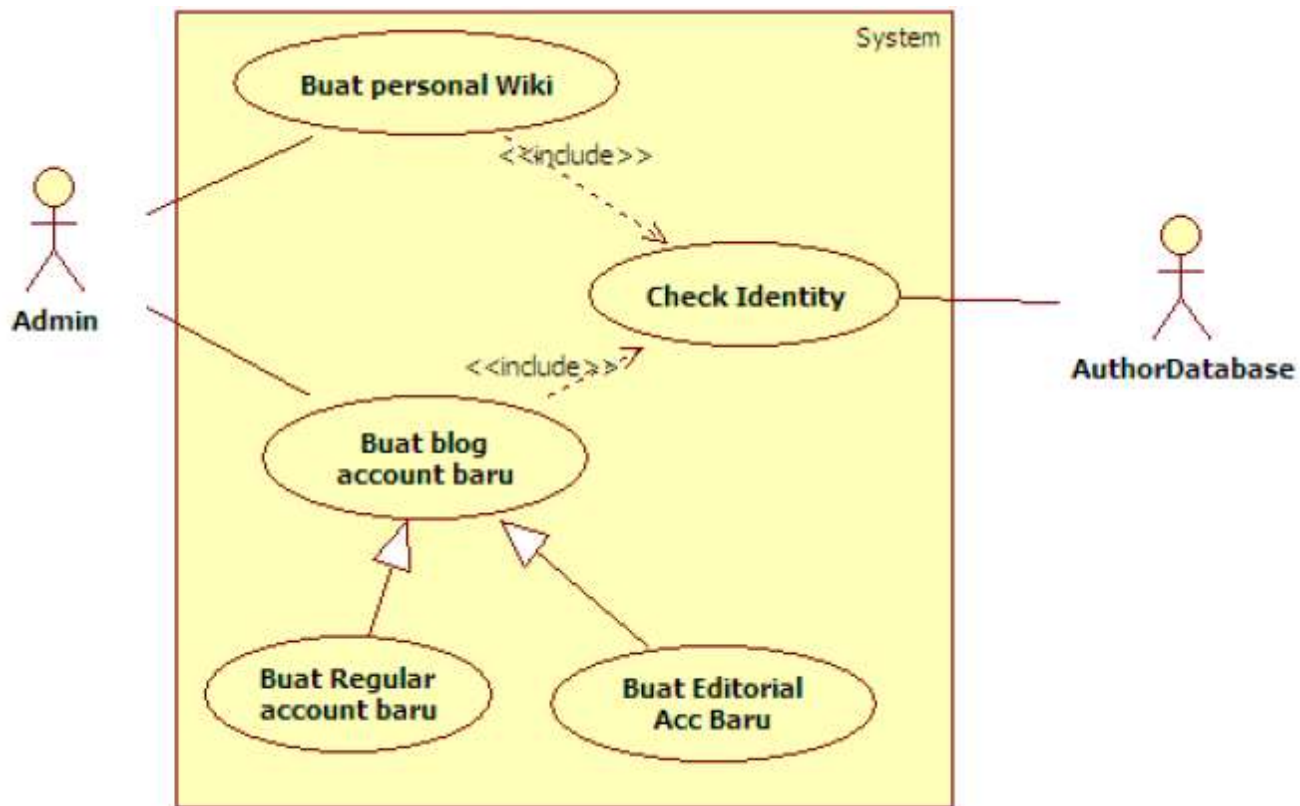 System
Buat personal Wiki
<<include>>
Check Identity
Admin
AuthorDatabase
<<include>>
Buat blog
account baru
Buat Regular
account baru
Buat Editorial
Acc Baru